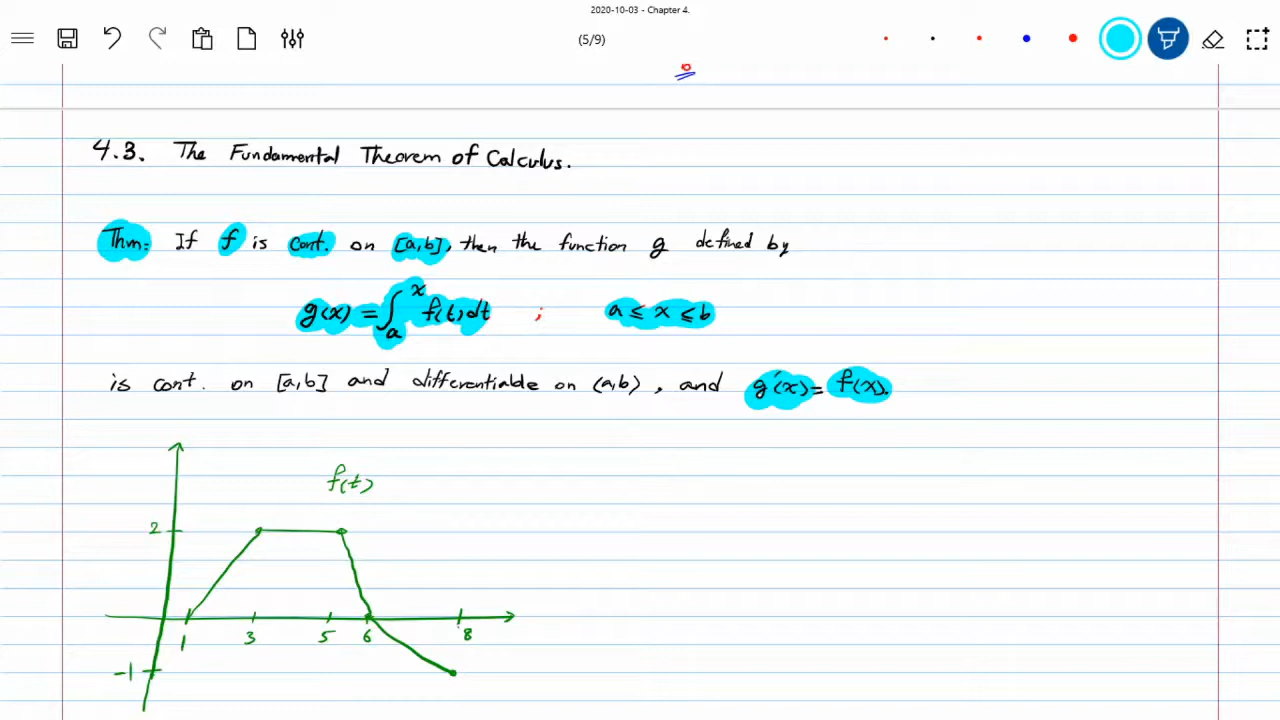 2020-10-03 - Chapter 4.
(5/9)
4.3. The Fundamental Theorem of Calculus.
Thm: If f is cont. on [a,b], then the function g defined by
g(x) = ∫ₐˣ f(t)dt ; a ≤ x ≤ b
is cont. on [a,b] and differentiable on (a,b), and g'(x) = f(x).
f(t)
2
1 3 5 6 8
-1